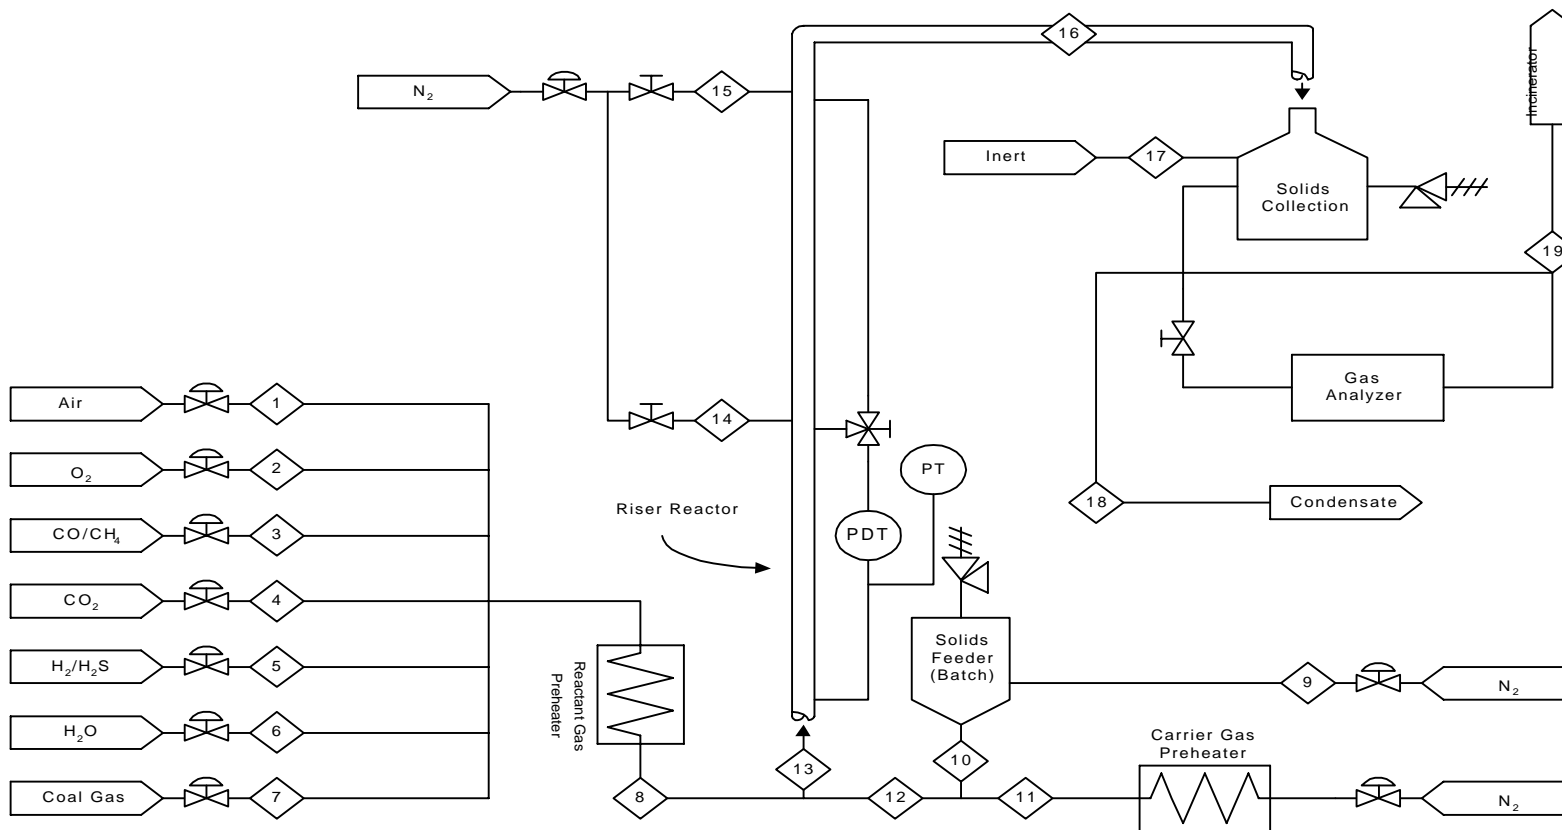 16
N₂
15
Incinerator
Inert
17
Solids
Collection
19
Air
1
14
Gas
Analyzer
O₂
2
PT
18
Condensate
Riser Reactor
CO/CH₄
3
PDT
CO₂
4
Solids
Feeder
(Batch)
H₂/H₂S
5
Reactant Gas
Preheater
9
N₂
H₂O
6
Carrier Gas
Preheater
10
13
Coal Gas
7
8
12
11
N₂